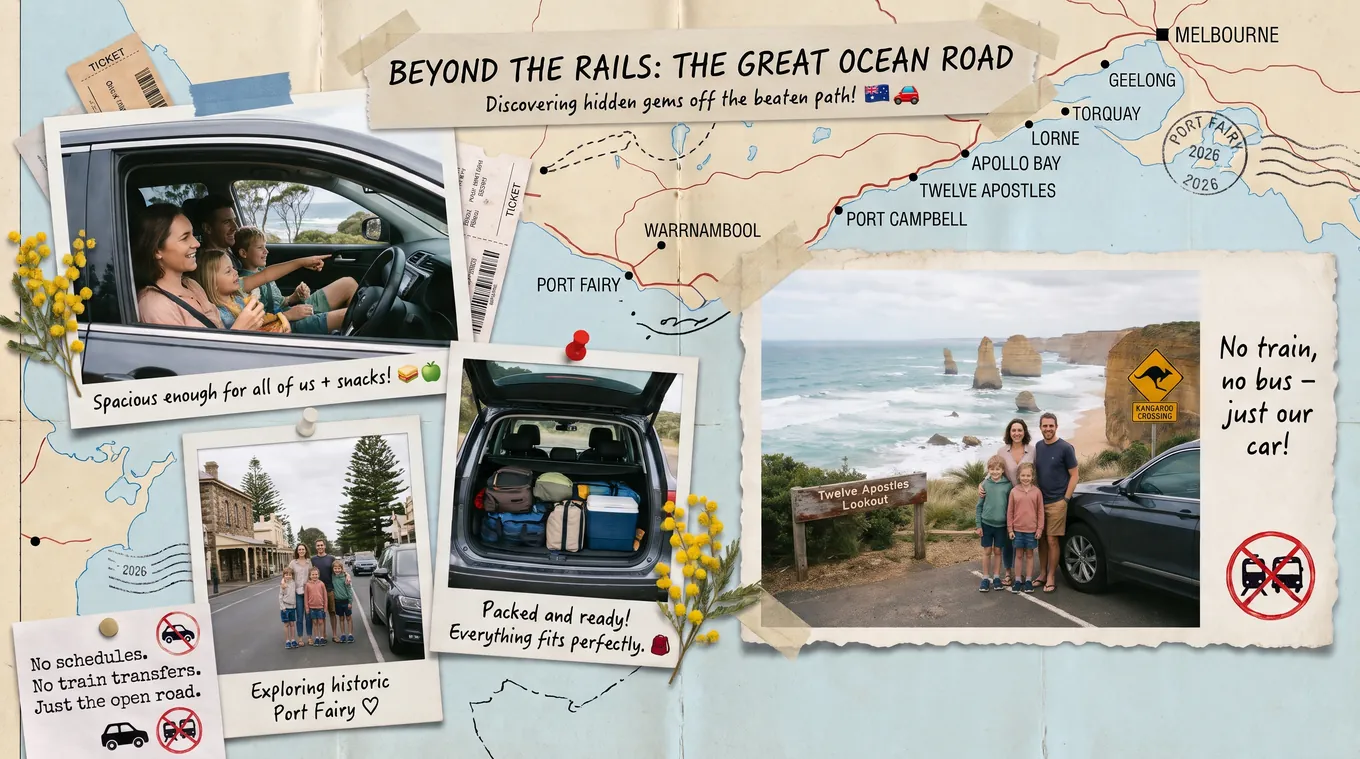 BEYOND THE RAILS: THE GREAT OCEAN ROAD
Discovering hidden gems off the beaten path! 🇦🇺🚗
TICKET
TICKET
MELBOURNE
GEELONG
TORQUAY
LORNE
APOLLO BAY
TWELVE APOSTLES
PORT CAMPBELL
WARRNAMBOOL
PORT FAIRY
PORT FAIRY
2026
2026
Spacious enough for all of us + snacks! 🥪🍏
Packed and ready!
Everything fits perfectly. 🎒
Exploring historic
Port Fairy ♡
2026
No schedules.
No train transfers.
Just the open road.
Twelve Apostles
Lookout
KANGAROO
CROSSING
No train,
no bus –
just our
car!